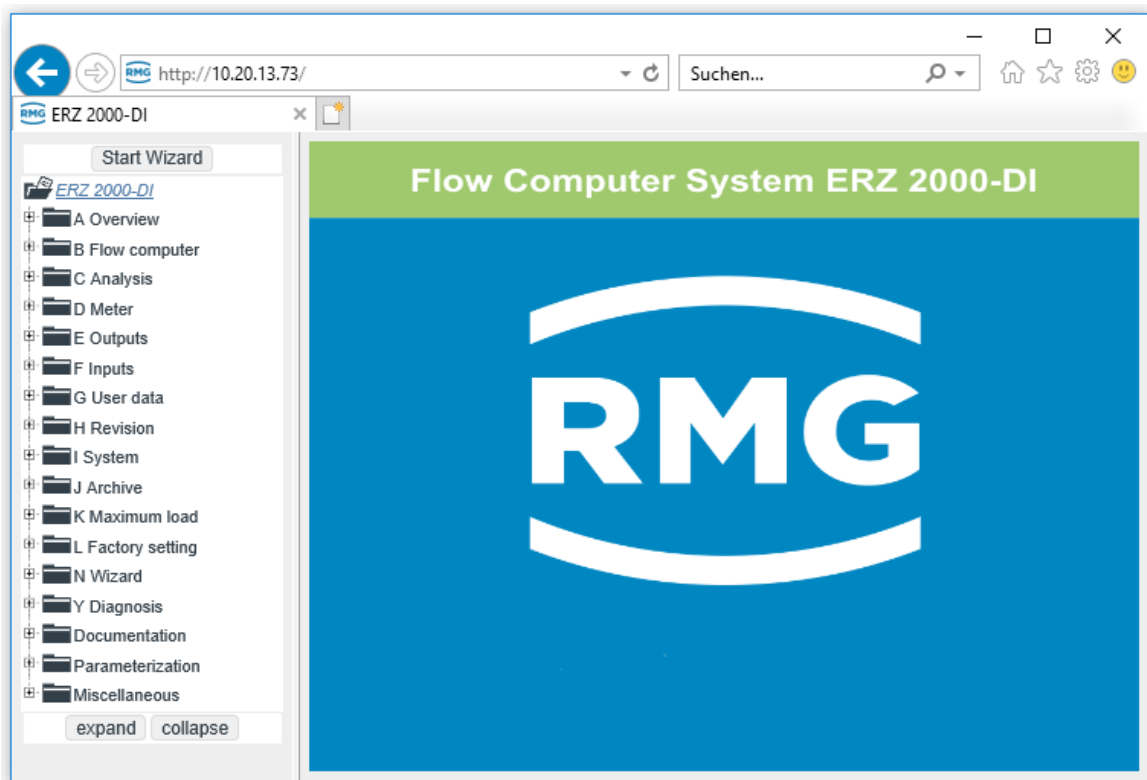 RMG http://10.20.13.73/ Suchen...
RMG ERZ 2000-DI
Start Wizard
ERZ 2000-DI
A Overview
B Flow computer
C Analysis
D Meter
E Outputs
F Inputs
G User data
H Revision
I System
J Archive
K Maximum load
L Factory setting
N Wizard
Y Diagnosis
Documentation
Parameterization
Miscellaneous
expand collapse
Flow Computer System ERZ 2000-DI
RMG